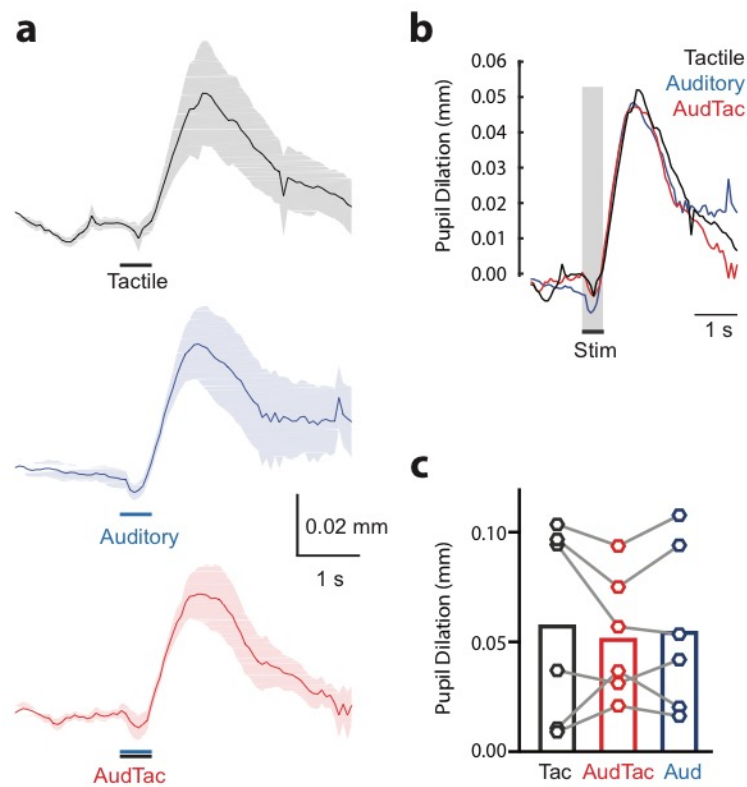 a
Tactile
Auditory
0.02 mm
1 s
AudTac
b
Pupil Dilation (mm)
0.06
0.05
0.04
0.03
0.02
0.01
0.00
Tactile
Auditory
AudTac
1 s
Stim
c
Pupil Dilation (mm)
0.10
0.05
0.00
Tac AudTac Aud